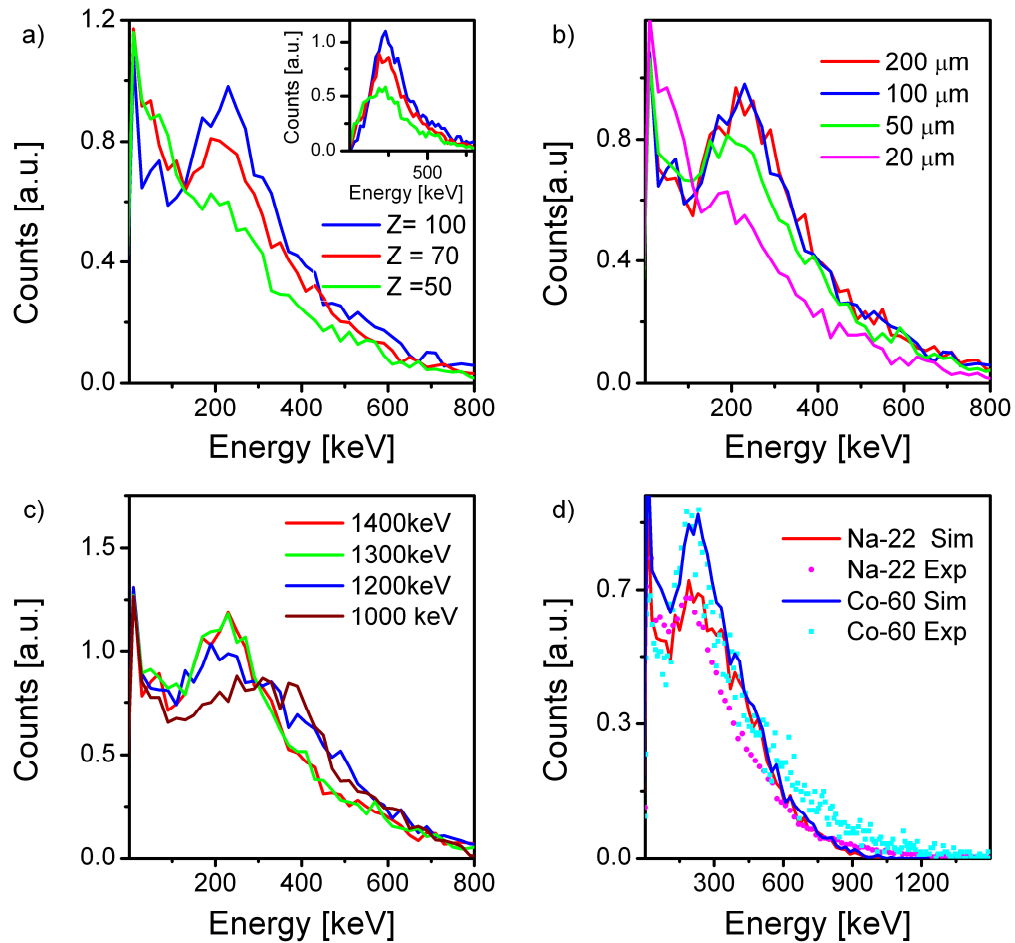 a)
1.2
0.8
0.4
0.0
Counts [a.u.]
200 400 600 800
Energy [keV]
1.0
0.5
0.0
Counts [a.u.]
500
Energy [keV]
Z= 100
Z = 70
Z =50
b)
0.8
0.4
0.0
Counts[a.u]
200 400 600 800
Energy [keV]
200 μm
100 μm
50 μm
20 μm
c)
1.5
1.0
0.5
0.0
Counts [a.u.]
200 400 600 800
Energy [keV]
1400keV
1300keV
1200keV
1000 keV
d)
0.7
0.3
0.0
Counts [a.u.]
300 600 900 1200
Energy [keV]
Na-22 Sim
Na-22 Exp
Co-60 Sim
Co-60 Exp